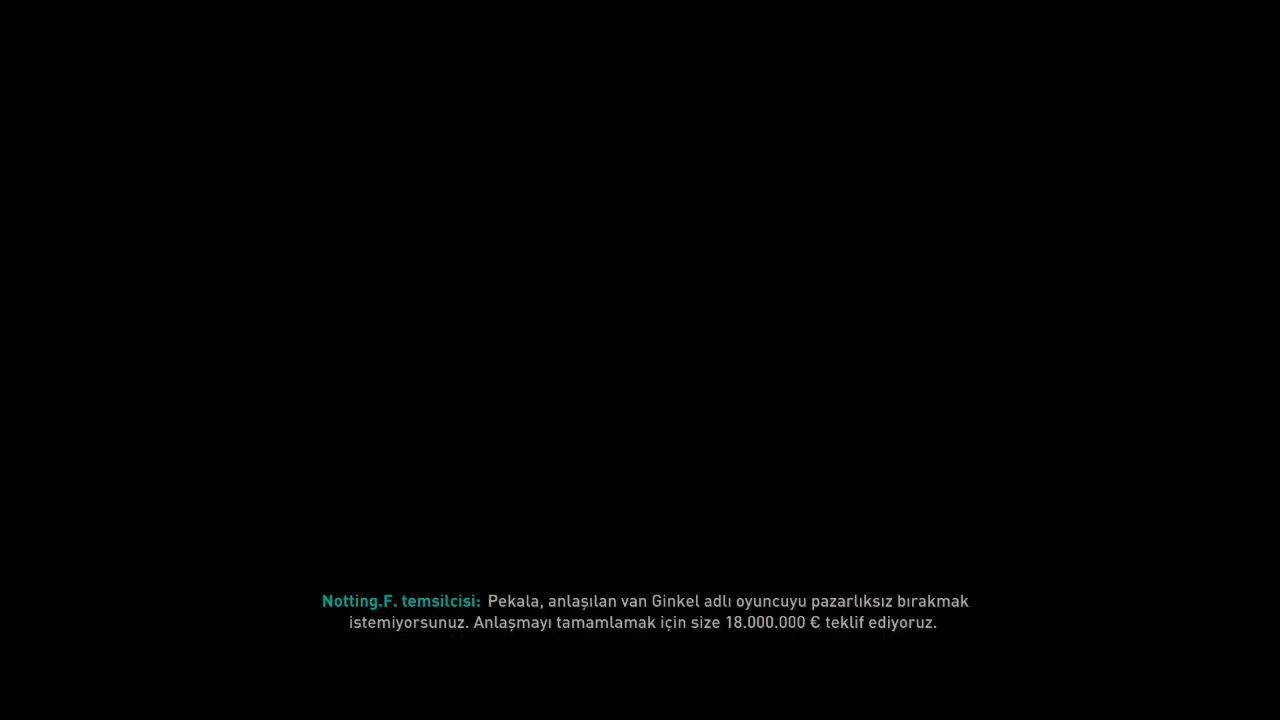 Notting.F. temsilcisi: Pekala, anlaşılan van Ginkel adlı oyuncuyu pazarlıksız bırakmak
istemiyorsunuz. Anlaşmayı tamamlamak için size 18.000.000 € teklif ediyoruz.